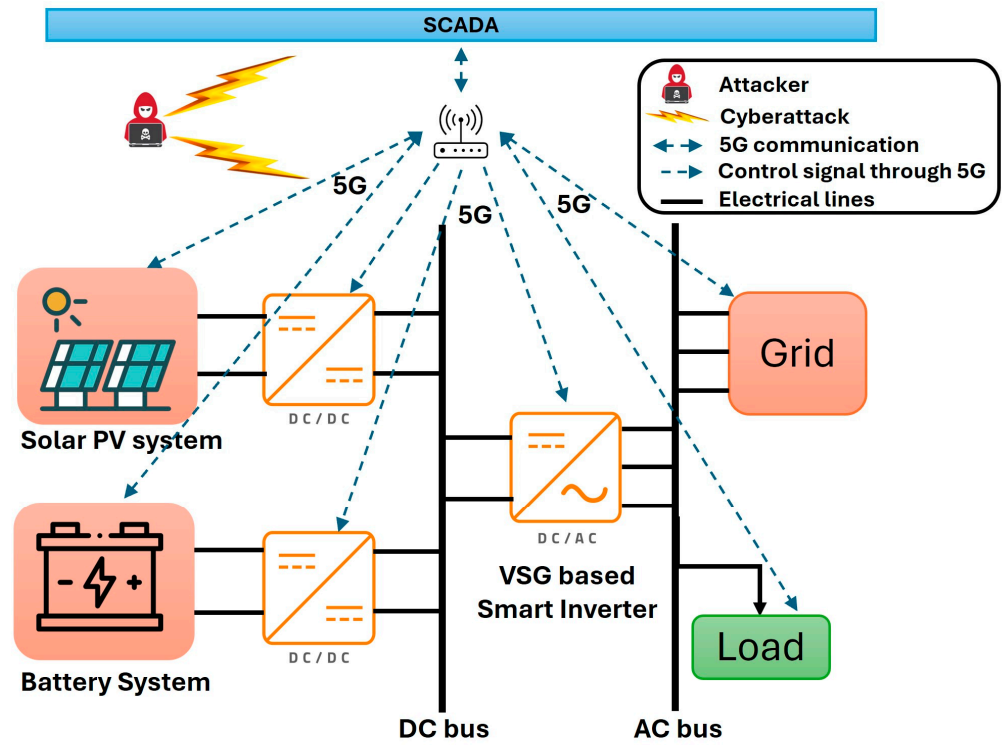 SCADA
Attacker
Cyberattack
5G communication
Control signal through 5G
Electrical lines
5G
5G
5G
Solar PV system
DC/DC
Grid
DC/AC
VSG based
Smart Inverter
Battery System
DC/DC
Load
DC bus
AC bus